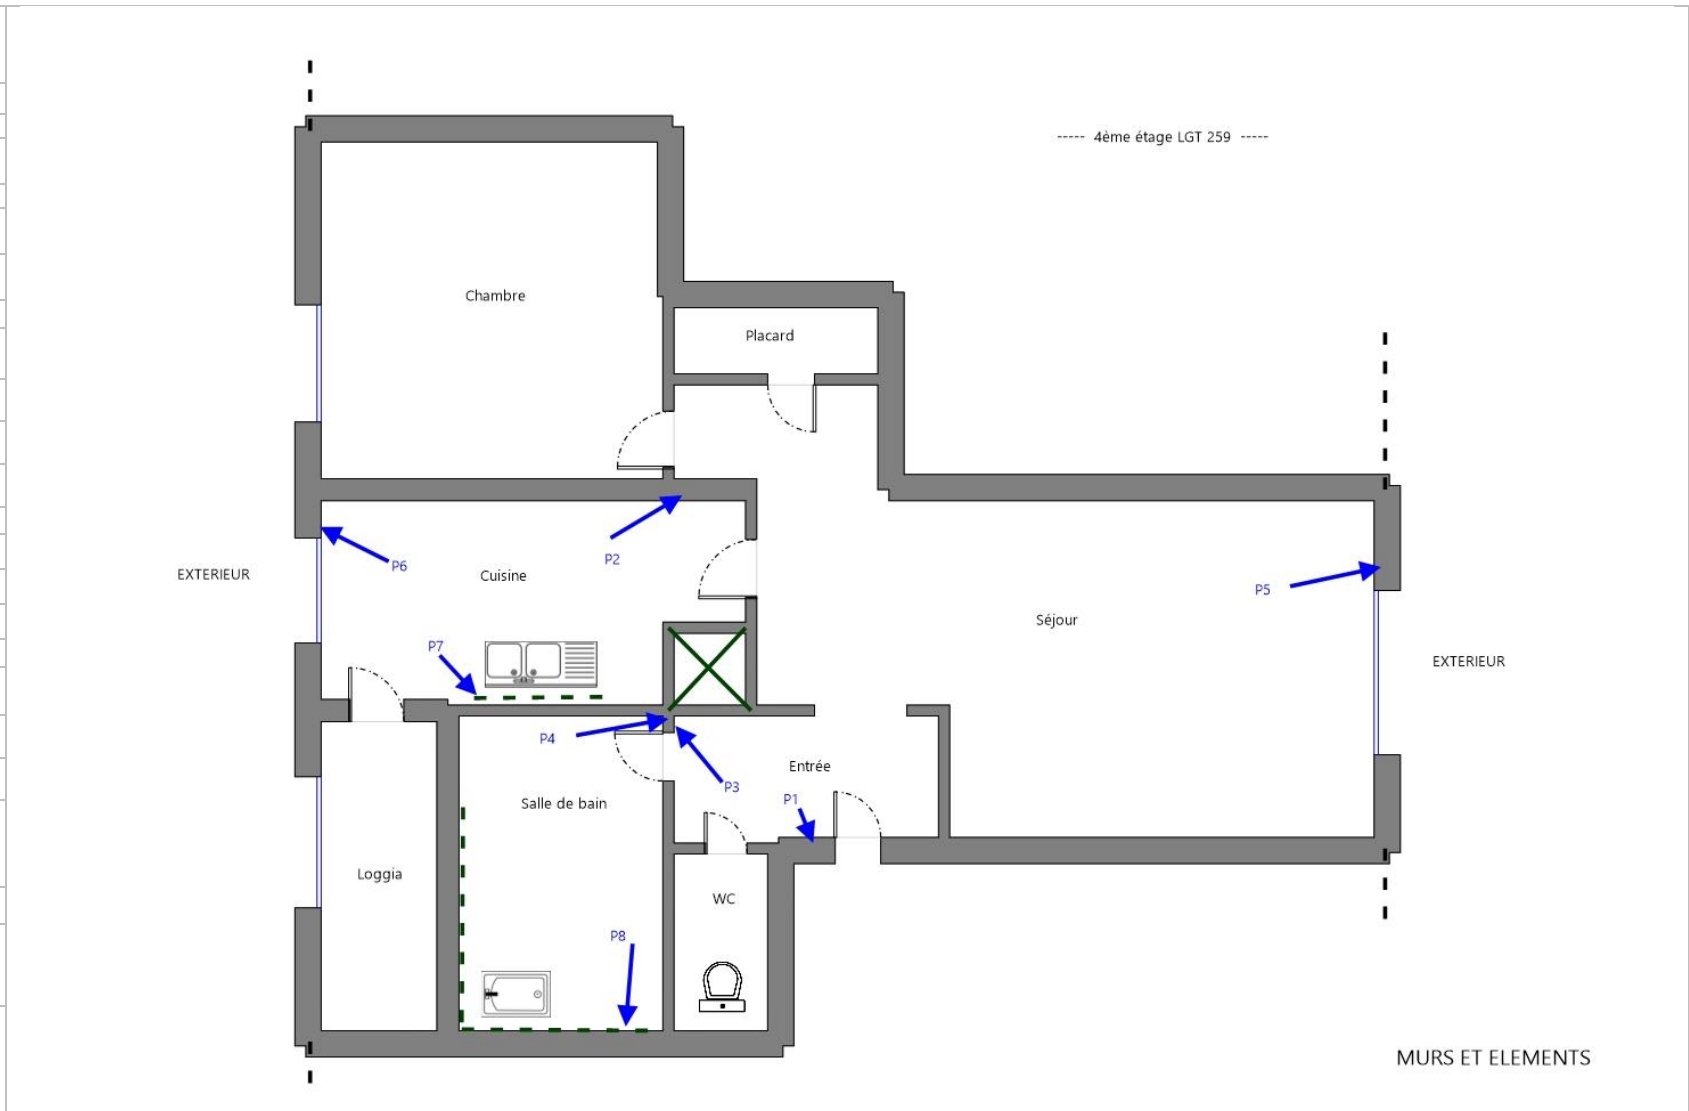 ----- 4ème étage LGT 259 -----
Chambre
Placard
P2
P6
EXTERIEUR
Cuisine
P5
Séjour
P7
EXTERIEUR
P4
Entrée
P3
P1
Salle de bain
Loggia
WC
P8
MURS ET ELEMENTS